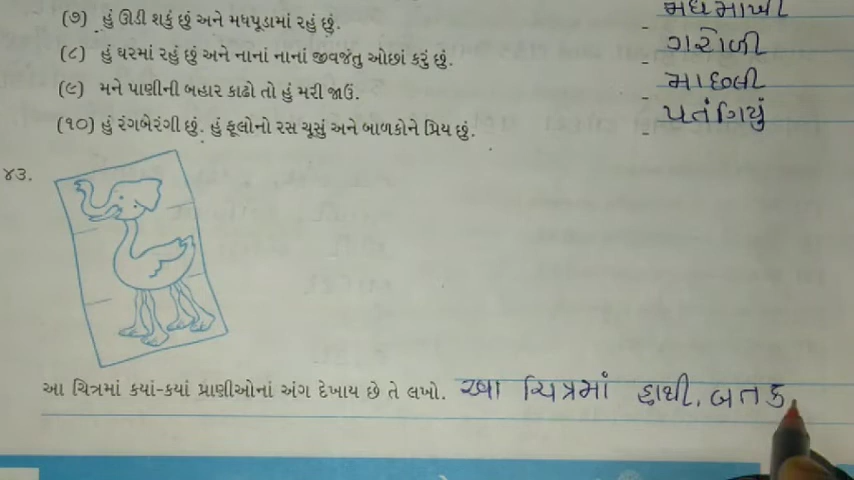 (૭) હું ઊડી શકું છું અને મધપૂડામાં રહું છું. - મધમાખી
(૮) હું ઘરમાં રહું છું અને નાનાં નાનાં જીવજંતુ ઓછાં કરું છું. - ગરોળી
(૯) મને પાણીની બહાર કાઢો તો હું મરી જાઉં. - માછલી
(૧૦) હું રંગબેરંગી છું. હું ફૂલોનો રસ ચૂસું અને બાળકોને પ્રિય છું. - પતંગિયું
૪૩.
આ ચિત્રમાં કયાં-કયાં પ્રાણીઓનાં અંગ દેખાય છે તે લખો. આ ચિત્રમાં હાથી, બતક